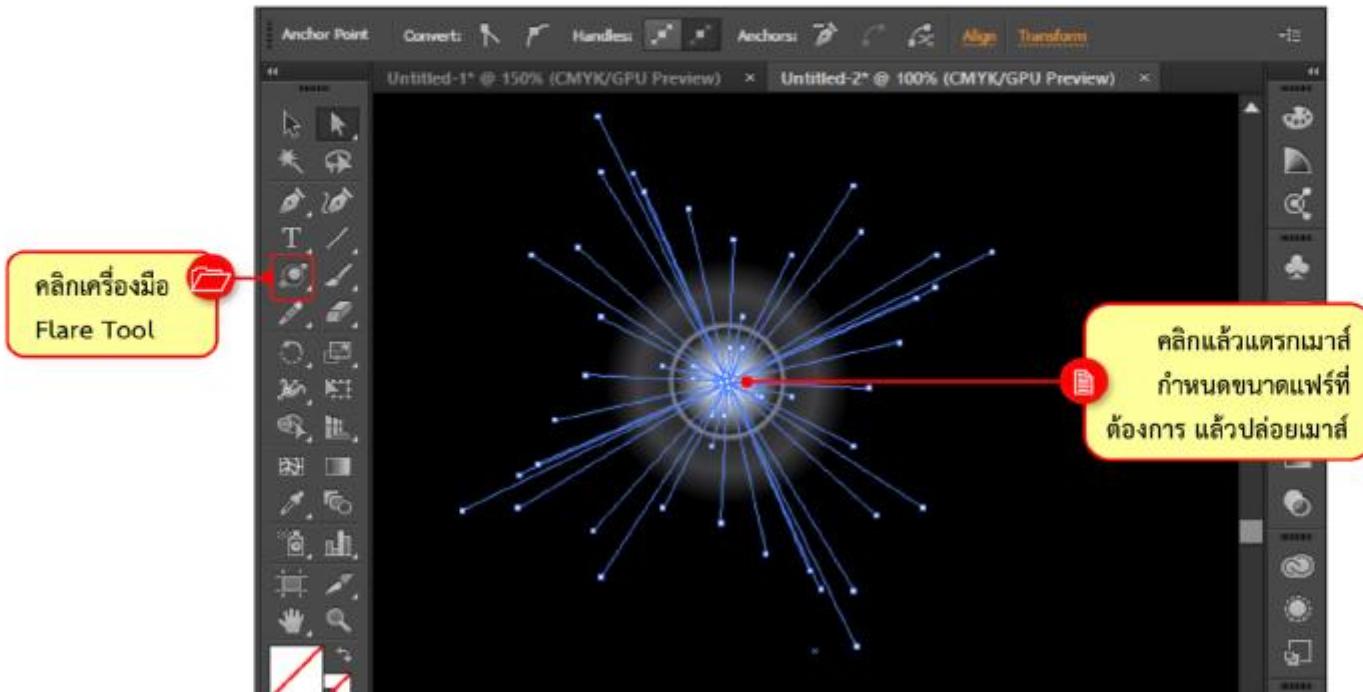 Anchor Point Convert: Handles: Anchors: Align Transform
Untitled-1* @ 150% (CMYK/GPU Preview) × Untitled-2* @ 100% (CMYK/GPU Preview) ×
คลิกเครื่องมือ
Flare Tool
คลิกแล้วแดรกเมาส์
กำหนดขนาดแฟร์ที่
ต้องการ แล้วปล่อยเมาส์